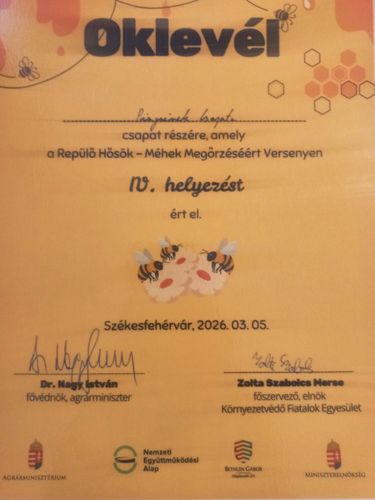 Oklevél
csapat részére, amely
a Repülő Hősök – Méhek Megőrzéséért Versenyen
IV. helyezést
ért el.
Székesfehérvár, 2026. 03. 05.
Dr. Nagy István
fővédnök, agrárminiszter
Zolta Szabolcs Merse
főszervező, elnök
Környezetvédő Fiatalok Egyesület
AGRÁRMINISZTÉRIUM
Nemzeti
Együttműködési
Alap
BETHLEN GÁBOR
MINISZTERELNÖKSÉG